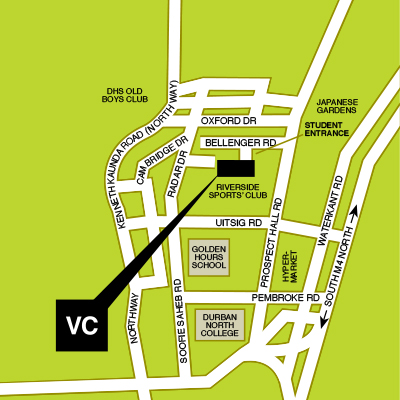 DHS OLD
BOYS CLUB
KENNETH KAUNDA ROAD (NORTH WAY)
OXFORD DR
JAPANESE
GARDENS
STUDENT
ENTRANCE
BELLENGER RD
CAMBRIDGE DR
RADAR DR
RIVERSIDE
SPORTS' CLUB
WATERKANT RD
UITSIG RD
PROSPECT HALL RD
GOLDEN
HOURS
SCHOOL
HYPER-
MARKET
SOUTH M4 NORTH
PEMBROKE RD
NORTHWAY
SOORIE SAHEB RD
DURBAN
NORTH
COLLEGE
VC